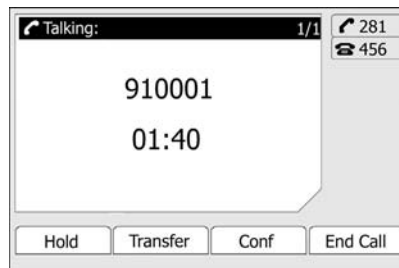 Talking: 1/1
281
456
910001
01:40
Hold Transfer Conf End Call